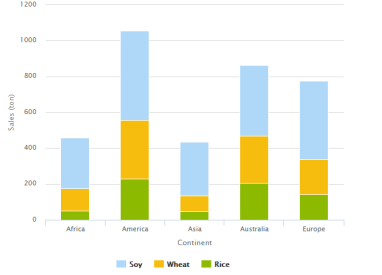 1200
1000
800
600
400
200
0
Sales (ton)
Africa America Asia Australia Europe
Continent
Soy Wheat Rice